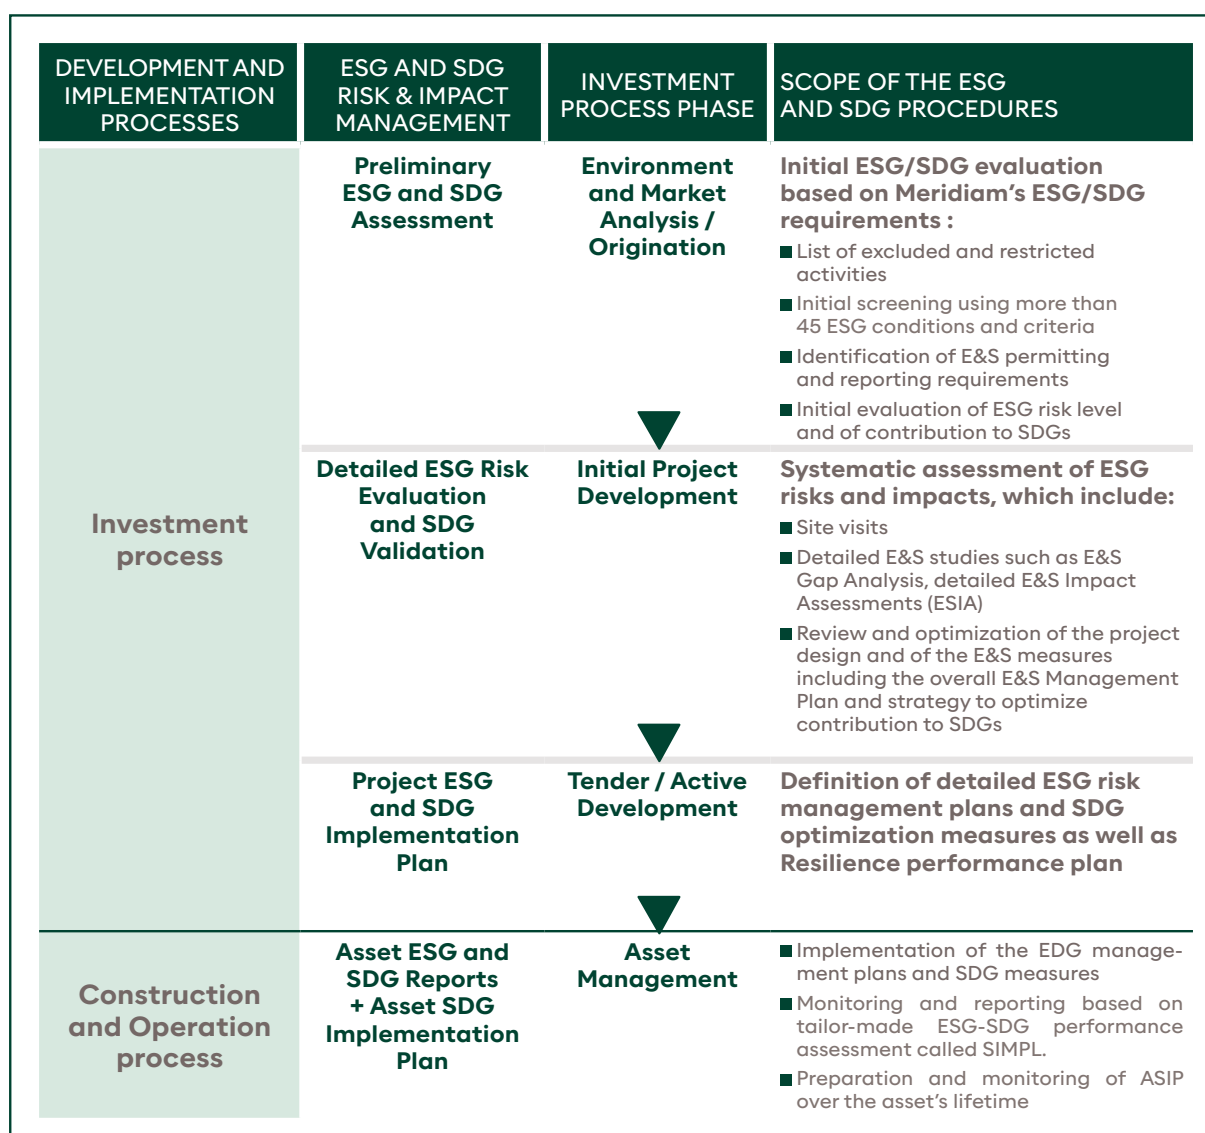 DEVELOPMENT AND
IMPLEMENTATION
PROCESSES
ESG AND SDG
RISK & IMPACT
MANAGEMENT
INVESTMENT
PROCESS PHASE
SCOPE OF THE ESG
AND SDG PROCEDURES
Investment
process
Preliminary
ESG and SDG
Assessment
Environment
and Market
Analysis /
Origination
Initial ESG/SDG evaluation
based on Meridiam's ESG/SDG
requirements :
List of excluded and restricted
activities
Initial screening using more than
45 ESG conditions and criteria
Identification of E&S permitting
and reporting requirements
Initial evaluation of ESG risk level
and of contribution to SDGs
Detailed ESG Risk
Evaluation
and SDG
Validation
Initial Project
Development
Systematic assessment of ESG
risks and impacts, which include:
Site visits
Detailed E&S studies such as E&S
Gap Analysis, detailed E&S Impact
Assessments (ESIA)
Review and optimization of the project
design and of the E&S measures
including the overall E&S Management
Plan and strategy to optimize
contribution to SDGs
Project ESG
and SDG
Implementation
Plan
Tender / Active
Development
Definition of detailed ESG risk
management plans and SDG
optimization measures as well as
Resilience performance plan
Construction
and Operation
process
Asset ESG and
SDG Reports
+ Asset SDG
Implementation
Plan
Asset
Management
Implementation of the EDG manage-
ment plans and SDG measures
Monitoring and reporting based on
tailor-made ESG-SDG performance
assessment called SIMPL.
Preparation and monitoring of ASIP
over the asset's lifetime